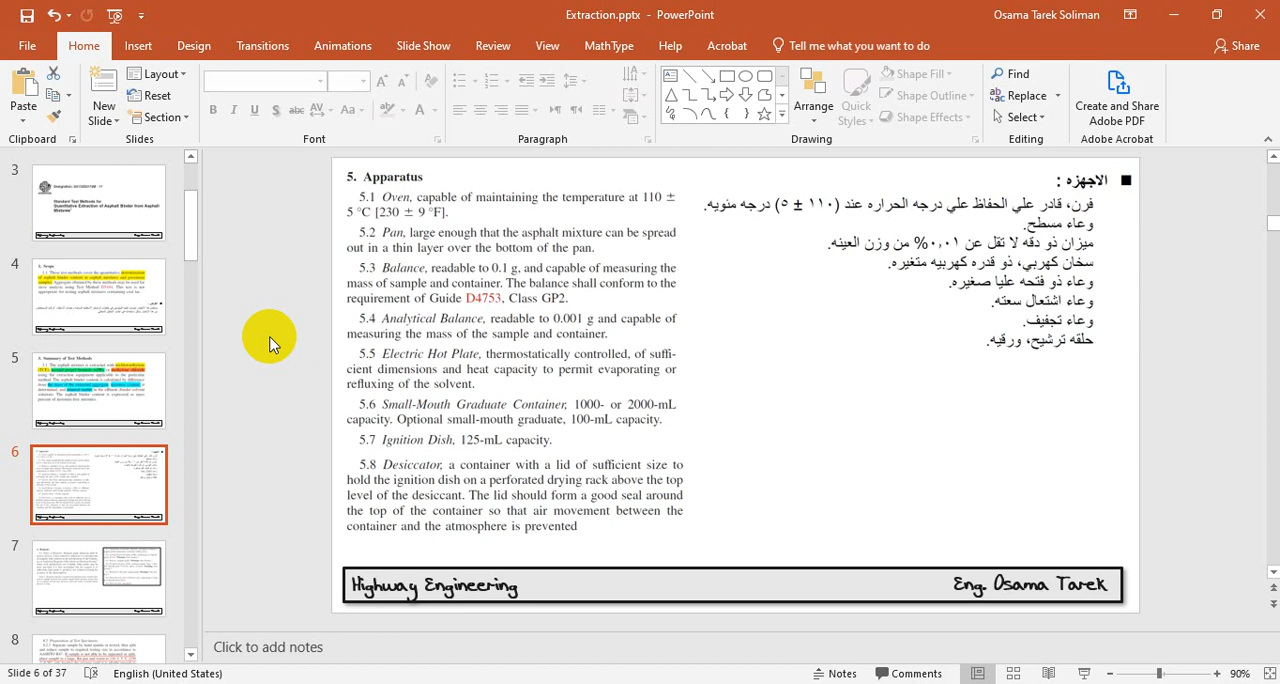 Extraction.pptx - PowerPoint
Osama Tarek Soliman
File Home Insert Design Transitions Animations Slide Show Review View MathType Help Acrobat Tell me what you want to do Share
Paste
Clipboard
New Slide
Layout
Reset
Section
Slides
Font
Paragraph
Arrange
Quick Styles
Shape Fill
Shape Outline
Shape Effects
Drawing
Find
Replace
Select
Editing
Create and Share Adobe PDF
Adobe Acrobat
3
4
5
6
7
8
5. Apparatus
5.1 Oven, capable of maintaining the temperature at 110 ±
5 °C [230 ± 9 °F].
5.2 Pan, large enough that the asphalt mixture can be spread
out in a thin layer over the bottom of the pan.
5.3 Balance, readable to 0.1 g, and capable of measuring the
mass of sample and container. The balance shall conform to the
requirement of Guide D4753, Class GP2.
5.4 Analytical Balance, readable to 0.001 g and capable of
measuring the mass of the sample and container.
5.5 Electric Hot Plate, thermostatically controlled, of suffi-
cient dimensions and heat capacity to permit evaporating or
refluxing of the solvent.
5.6 Small-Mouth Graduate Container, 1000- or 2000-mL
capacity. Optional small-mouth graduate, 100-mL capacity.
5.7 Ignition Dish, 125-mL capacity.
5.8 Desiccator, a container with a lid of sufficient size to
hold the ignition dish on a perforated drying rack above the top
level of the desiccant. The lid should form a good seal around
the top of the container so that air movement between the
container and the atmosphere is prevented
■ الاجهزه :
فرن، قادر علي الحفاظ علي درجه الحراره عند (١١٠ ± ٥) درجه مئويه.
وعاء مسطح.
ميزان ذو دقه لا تقل عن ٠,٠١% من وزن العينه.
سخان كهربي، ذو قدره كهربيه متغيره.
وعاء ذو فتحه عليا صغيره.
وعاء اشتعال سعته.
وعاء تجفيف.
حلقه ترشيح، ورقيه.
Highway Engineering
Eng. Osama Tarek
Click to add notes
Slide 6 of 37
English (United States)
Notes
Comments
90%